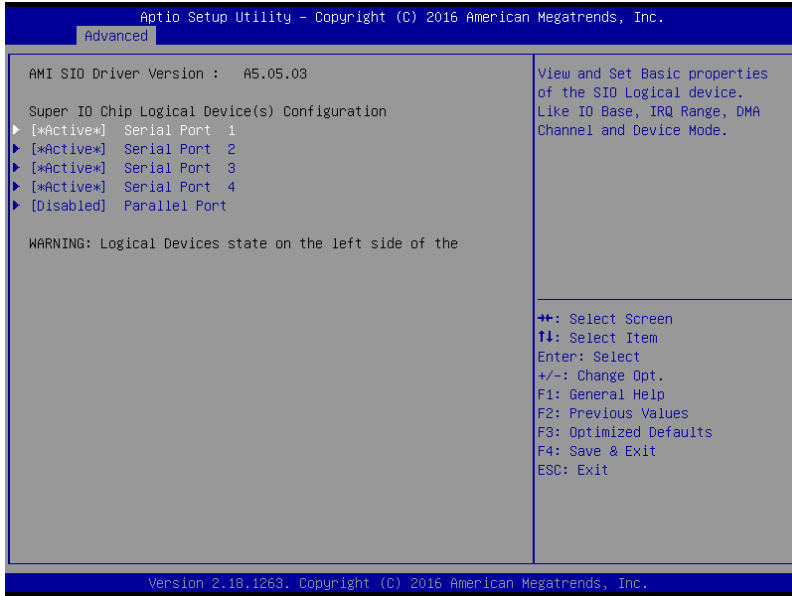 Aptio Setup Utility – Copyright (C) 2016 American Megatrends, Inc.
Advanced
AMI SIO Driver Version : A5.05.03
Super IO Chip Logical Device(s) Configuration
[*Active*] Serial Port 1
[*Active*] Serial Port 2
[*Active*] Serial Port 3
[*Active*] Serial Port 4
[Disabled] Parallel Port
WARNING: Logical Devices state on the left side of the
View and Set Basic properties
of the SIO Logical device.
Like IO Base, IRQ Range, DMA
Channel and Device Mode.
→←: Select Screen
↑↓: Select Item
Enter: Select
+/-: Change Opt.
F1: General Help
F2: Previous Values
F3: Optimized Defaults
F4: Save & Exit
ESC: Exit
Version 2.18.1263. Copyright (C) 2016 American Megatrends, Inc.